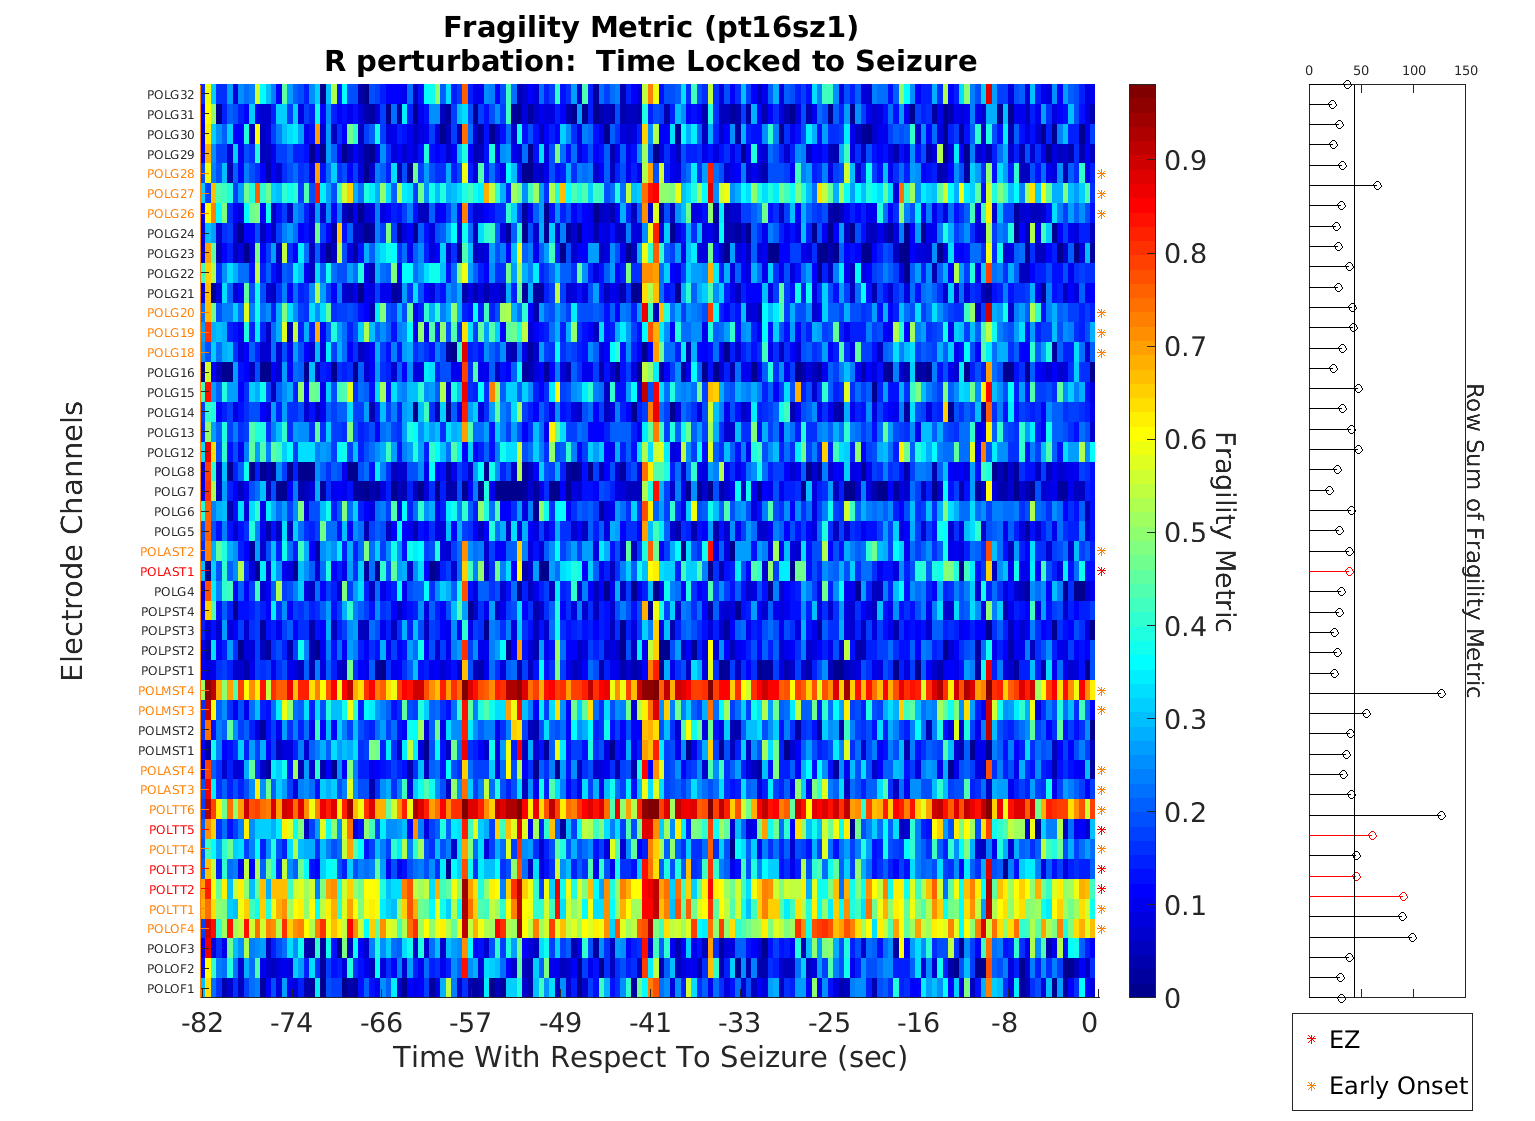 Fragility Metric (pt16sz1)
R perturbation:  Time Locked to Seizure
Electrode Channels
POLG32
POLG31
POLG30
POLG29
POLG28
POLG27
POLG26
POLG24
POLG23
POLG22
POLG21
POLG20
POLG19
POLG18
POLG16
POLG15
POLG14
POLG13
POLG12
POLG8
POLG7
POLG6
POLG5
POLAST2
POLAST1
POLG4
POLPST4
POLPST3
POLPST2
POLPST1
POLMST4
POLMST3
POLMST2
POLMST1
POLAST4
POLAST3
POLTT6
POLTT5
POLTT4
POLTT3
POLTT2
POLTT1
POLOF4
POLOF3
POLOF2
POLOF1
-82 -74 -66 -57 -49 -41 -33 -25 -16 -8 0
Time With Respect To Seizure (sec)
0.9
0.8
0.7
0.6
0.5
0.4
0.3
0.2
0.1
0
Fragility Metric
0 50 100 150
Row Sum of Fragility Metric
EZ
Early Onset